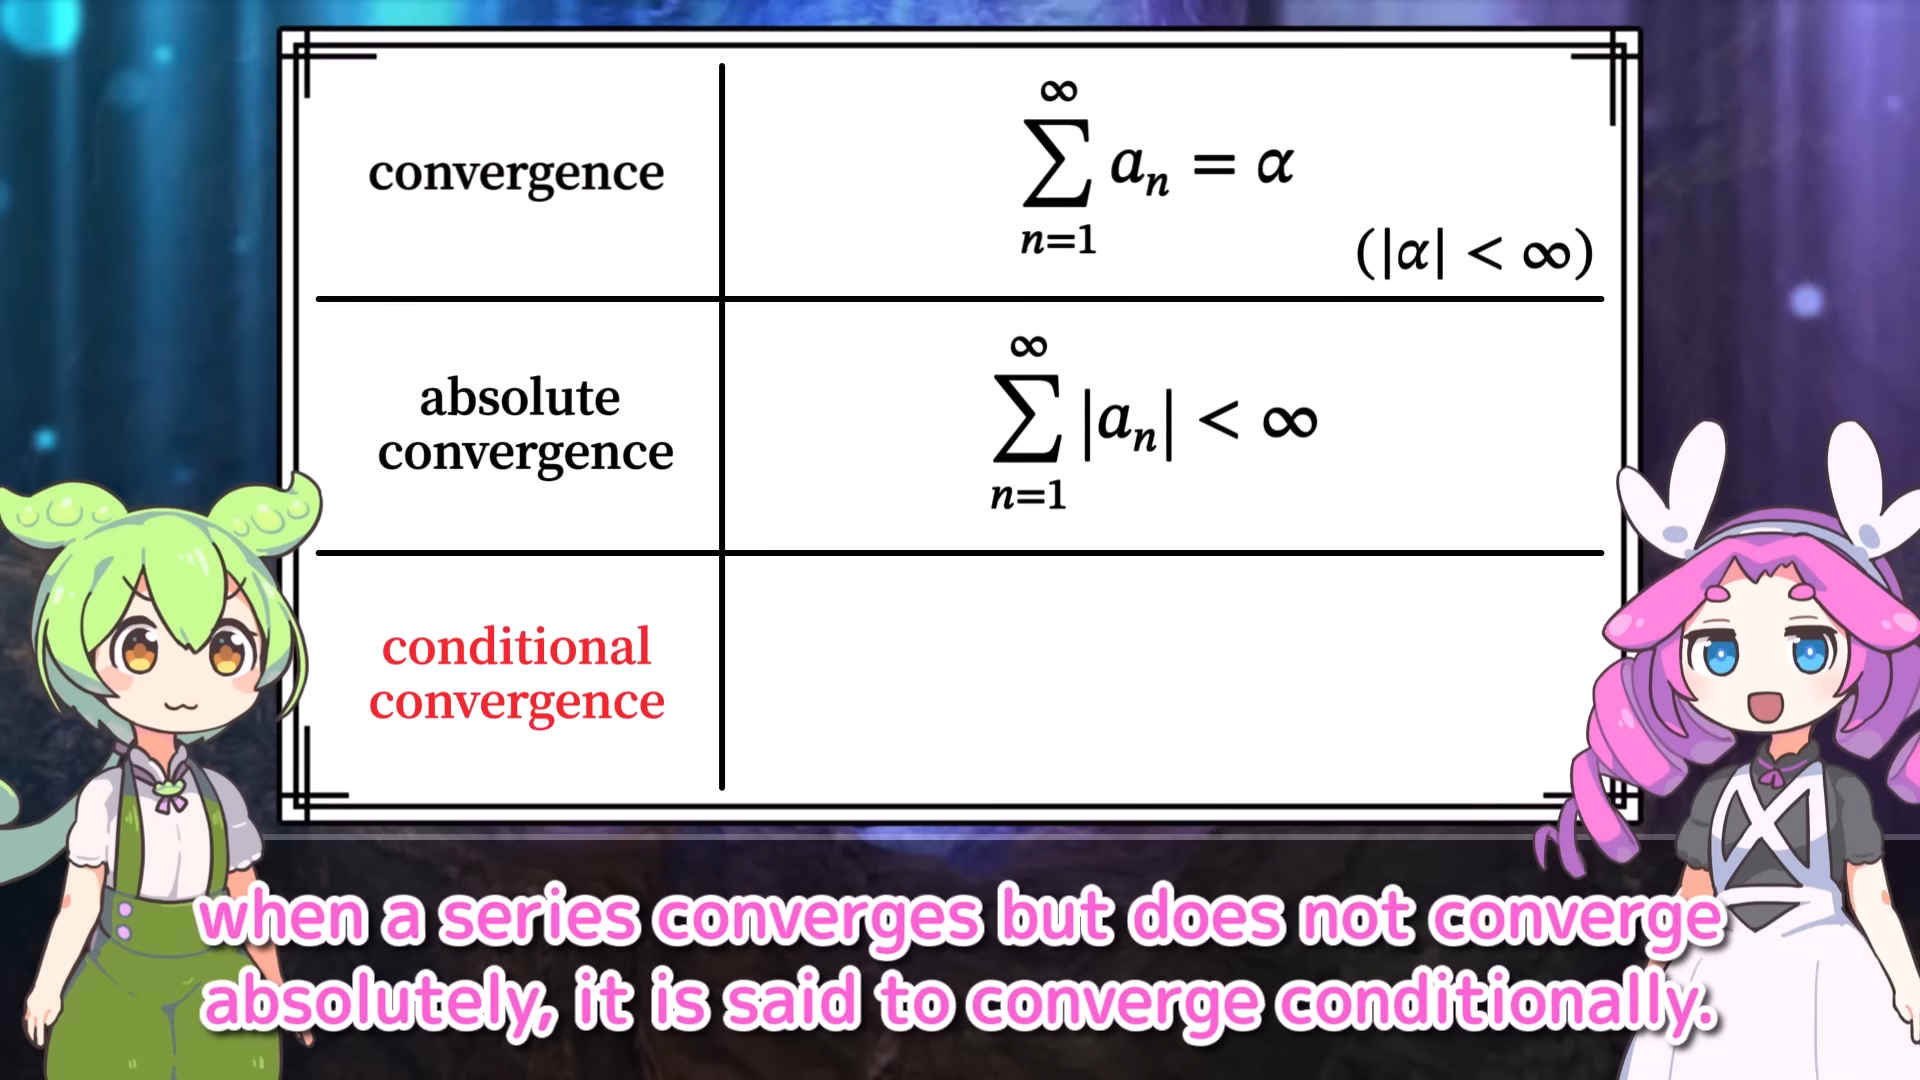 convergence
∞
∑ aₙ = α
n=1
(|α| < ∞)
absolute
convergence
∞
∑ |aₙ| < ∞
n=1
conditional
convergence
when a series converges but does not converge
absolutely, it is said to converge conditionally.